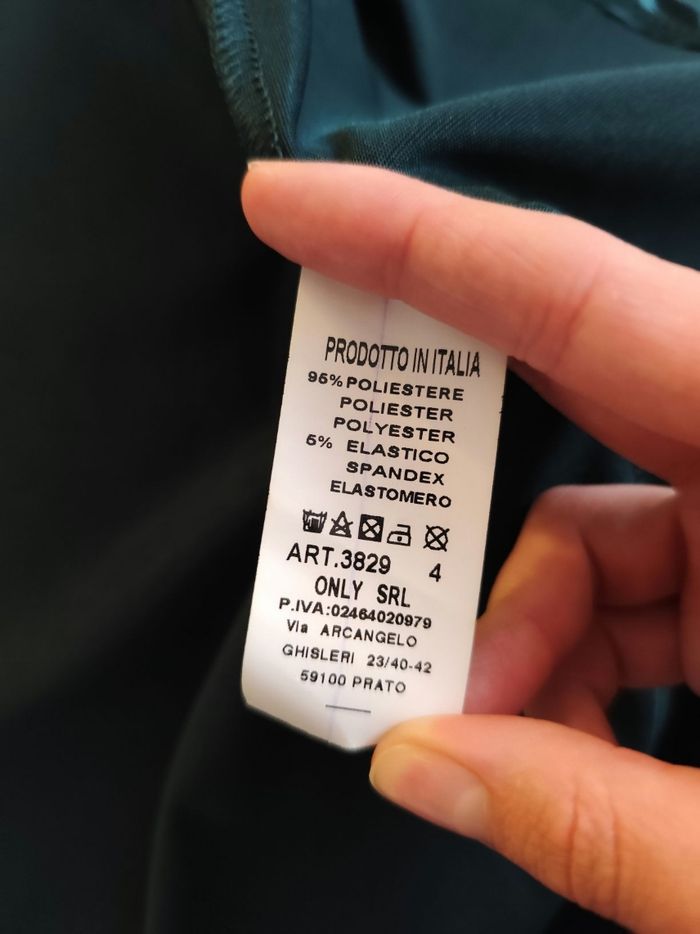 PRODOTTO IN ITALIA
95% POLIESTERE
POLIESTER
POLYESTER
5% ELASTICO
SPANDEX
ELASTOMERO
ART.3829 4
ONLY SRL
P.IVA:02464020979
Via ARCANGELO
GHISLERI 23/40-42
59100 PRATO